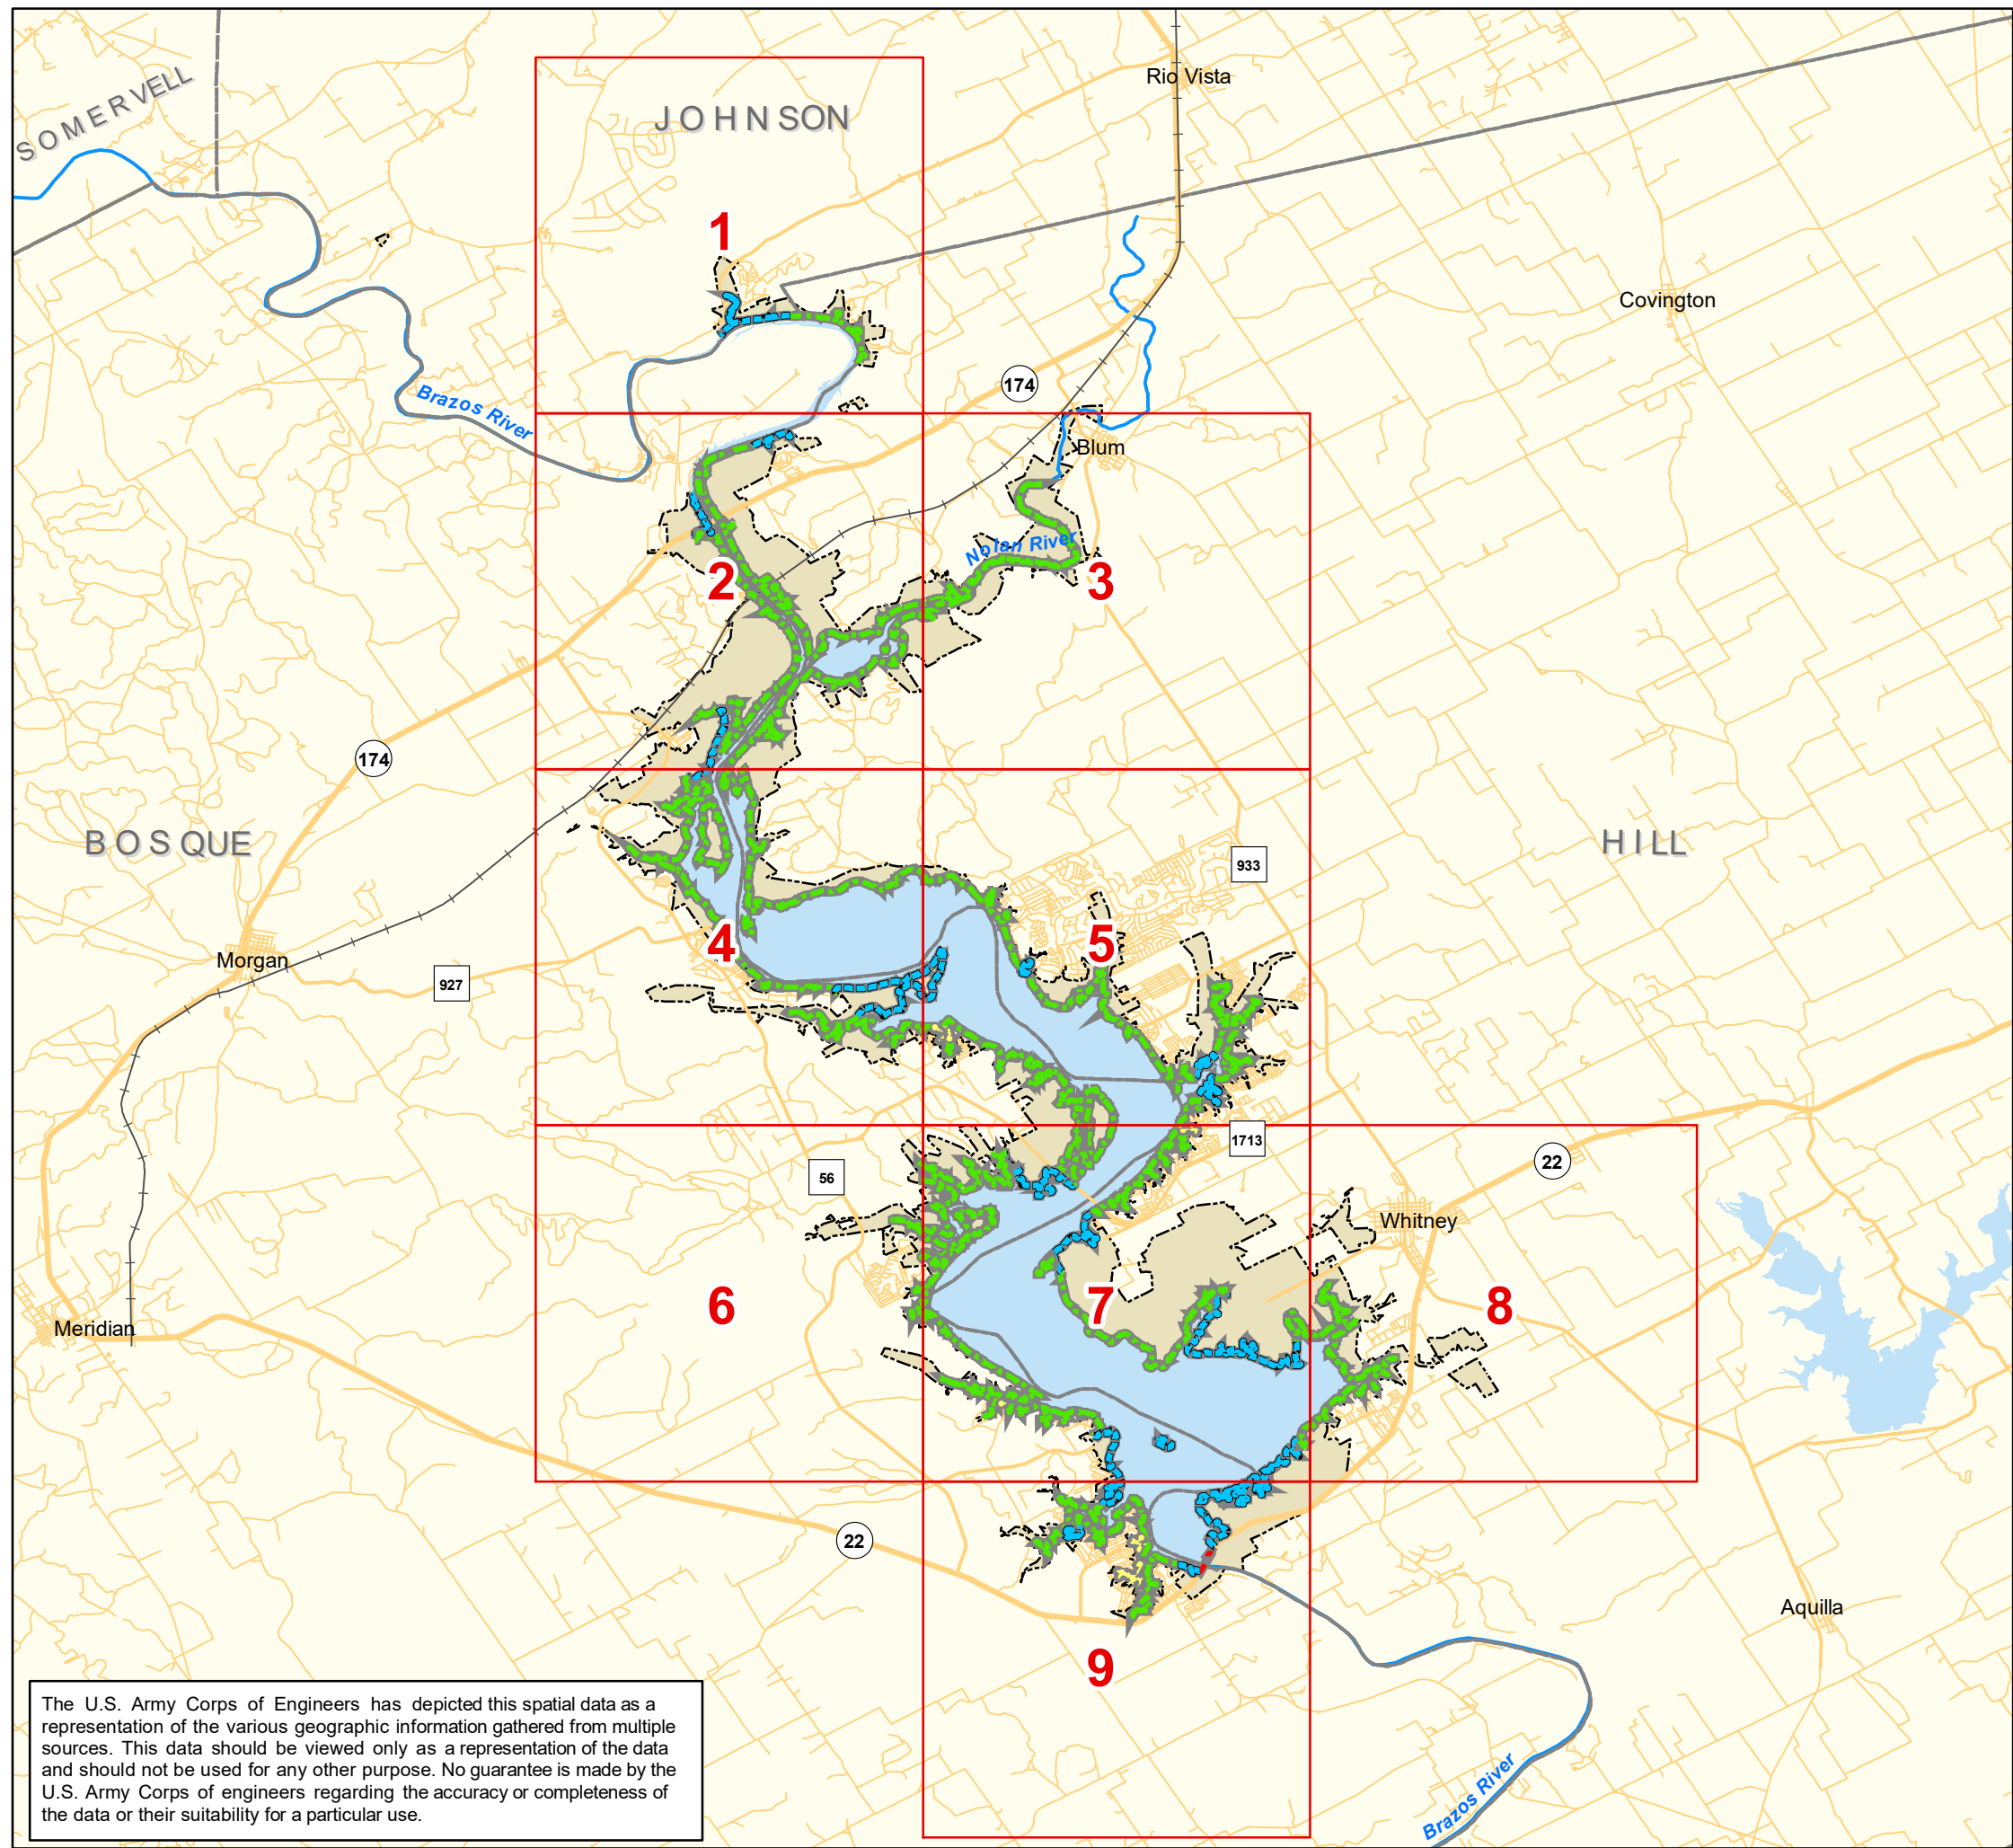 Rio Vista
SOMERVELL
JOHNSON
1
Covington
174
Brazos River
Blum
Nolan River
2
3
174
BOSQUE
HILL
933
4
5
Morgan
927
1713
22
56
Whitney
6
7
8
Meridian
22
Aquilla
9
The U.S. Army Corps of Engineers has depicted this spatial data as a
representation of the various geographic information gathered from multiple
sources. This data should be viewed only as a representation of the data
and should not be used for any other purpose. No guarantee is made by the
U.S. Army Corps of engineers regarding the accuracy or completeness of
the data or their suitability for a particular use.
Brazos River